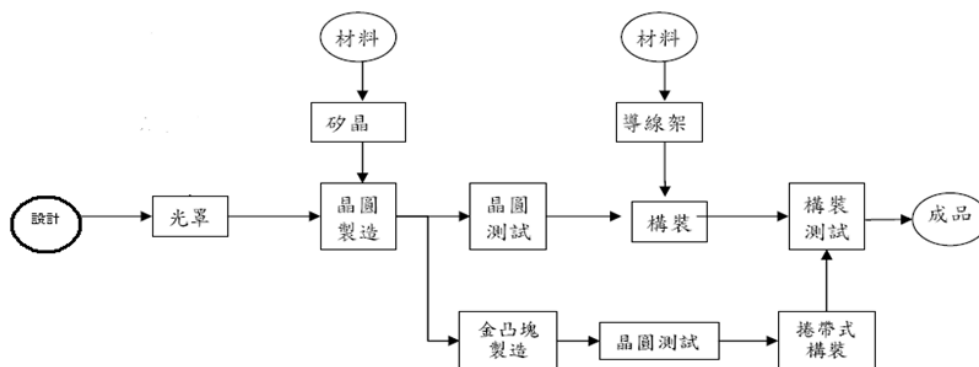 材料
材料
矽晶
導線架
設計
光罩
晶圓
製造
晶圓
測試
構裝
構裝
測試
成品
金凸塊
製造
晶圓測試
捲帶式
構裝